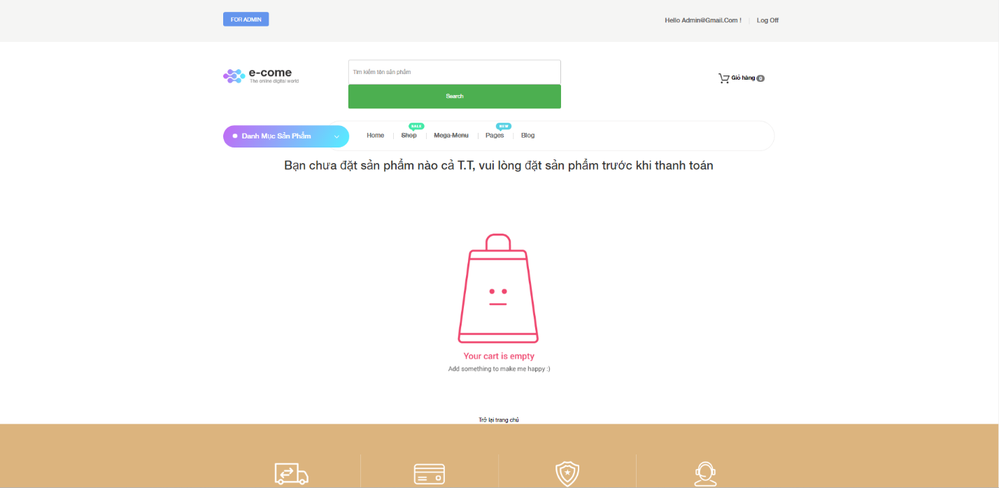 FOR ADMIN
Hello Admin@Gmail.Com !
Log Off
e-come
The online digital world
Tìm kiếm tên sản phẩm
Search
Giỏ hàng 0
Danh Mục Sản Phẩm
Home
SALE
Shop
Mega Menu
NEW
Pages
Blog
Bạn chưa đặt sản phẩm nào cả T.T, vui lòng đặt sản phẩm trước khi thanh toán
Your cart is empty
Add something to make me happy :)
Trở lại trang chủ